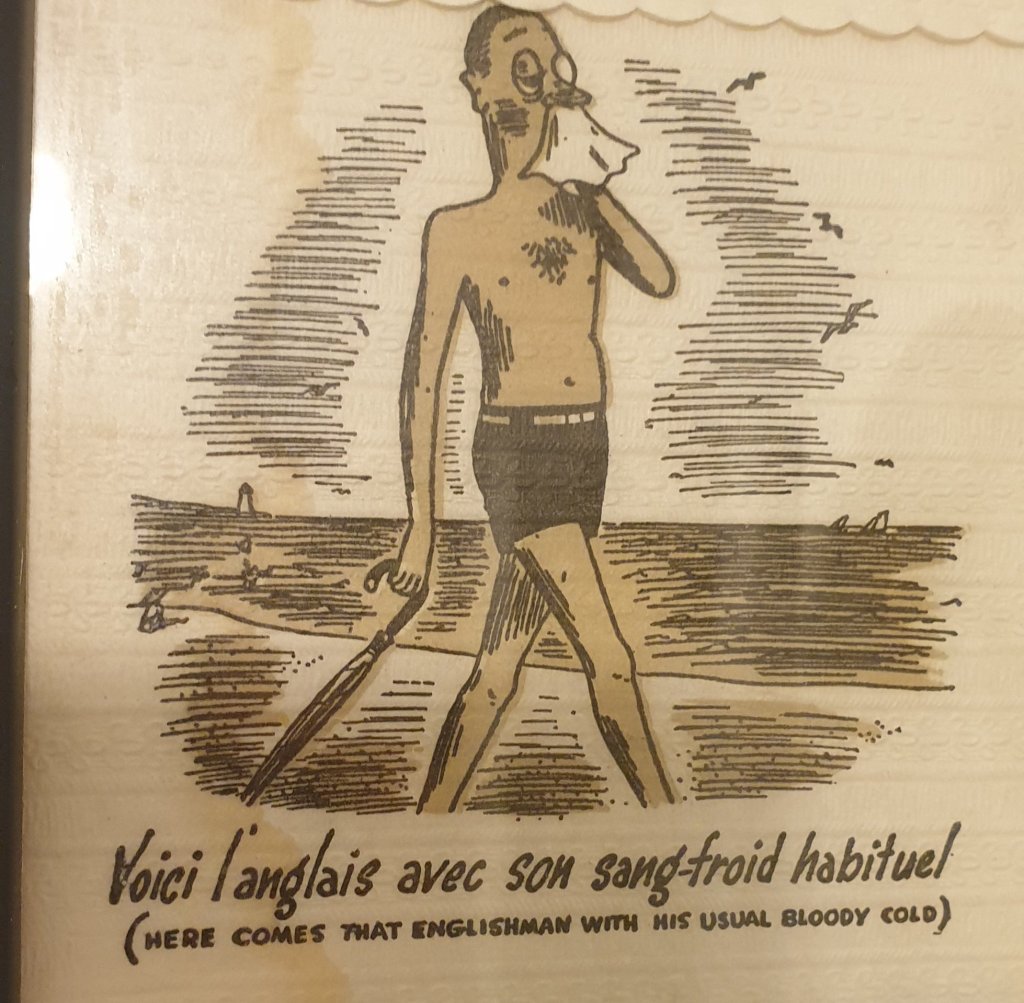 Voici l'anglais avec son sang-froid habituel
(HERE COMES THAT ENGLISHMAN WITH HIS USUAL BLOODY COLD)